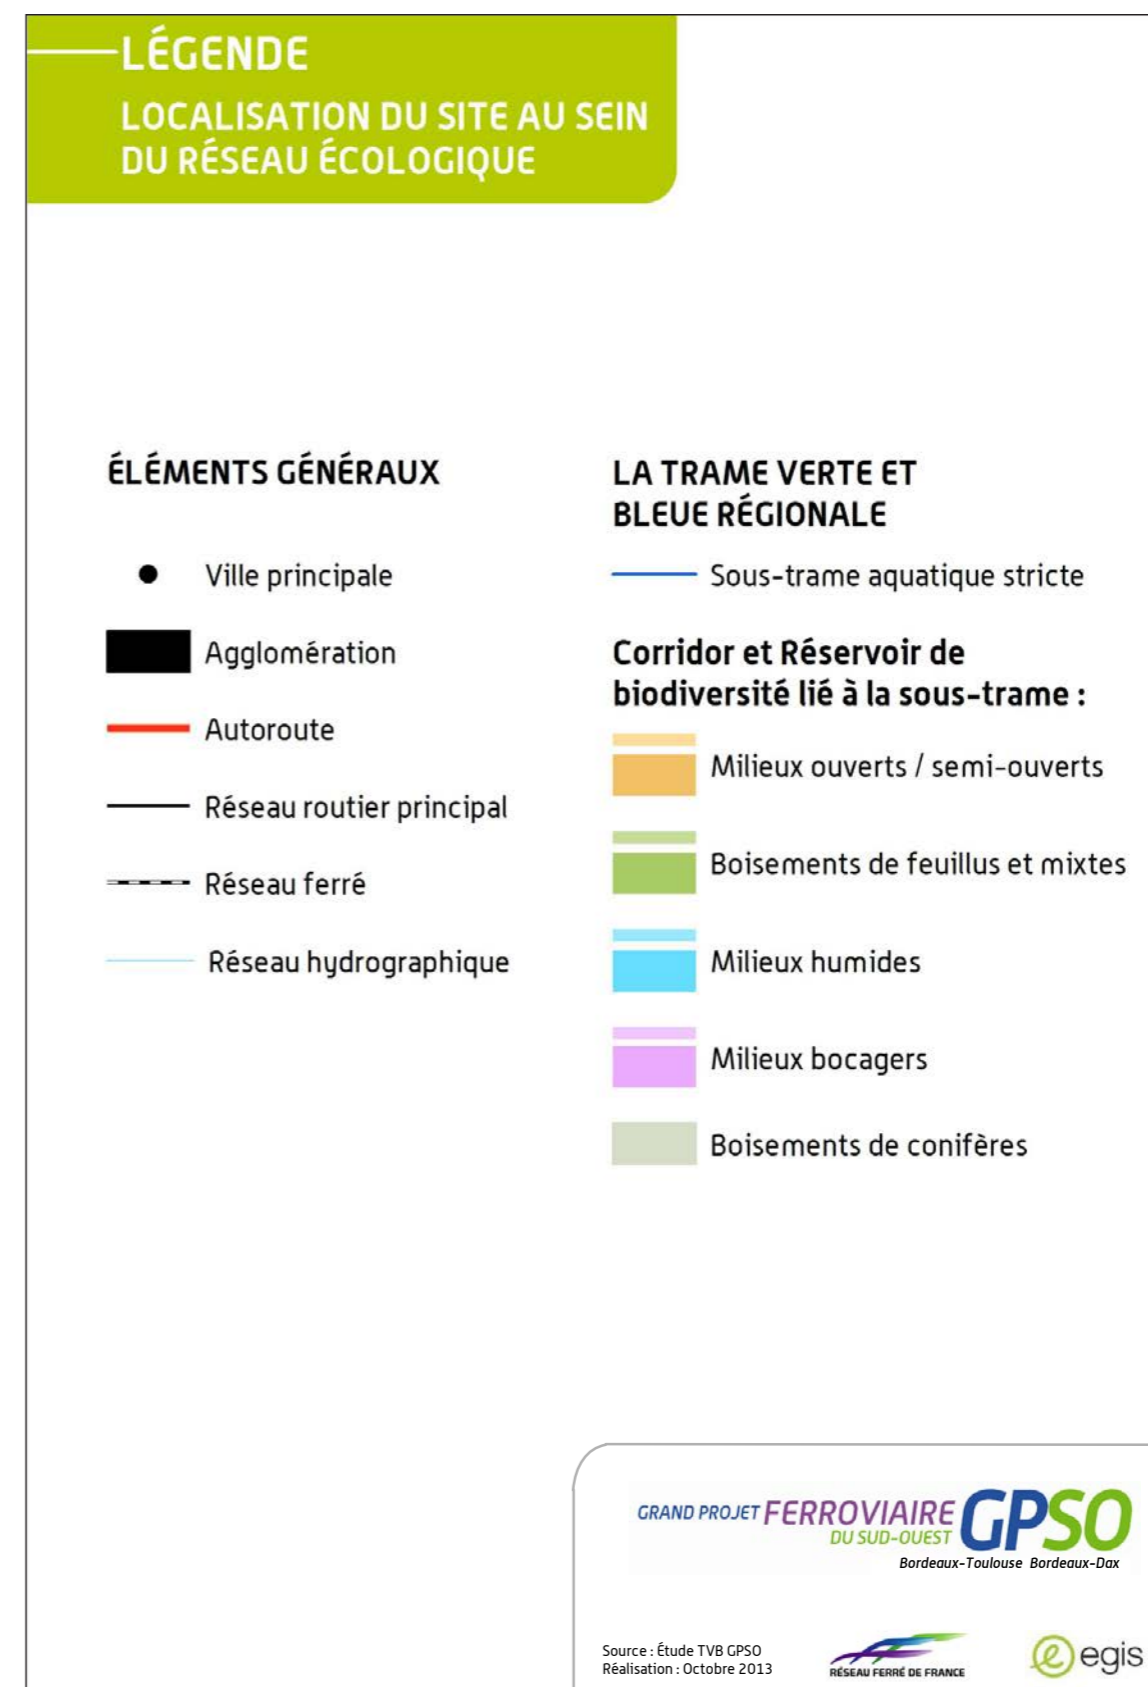 LÉGENDE
LOCALISATION DU SITE AU SEIN
DU RÉSEAU ÉCOLOGIQUE
ÉLÉMENTS GÉNÉRAUX
Ville principale
Agglomération
Autoroute
Réseau routier principal
Réseau ferré
Réseau hydrographique
LA TRAME VERTE ET
BLEUE RÉGIONALE
Sous-trame aquatique stricte
Corridor et Réservoir de
biodiversité lié à la sous-trame :
Milieux ouverts / semi-ouverts
Boisements de feuillus et mixtes
Milieux humides
Milieux bocagers
Boisements de conifères
GRAND PROJET FERROVIAIRE GPSO
DU SUD-OUEST
Bordeaux-Toulouse Bordeaux-Dax
Source : Étude TVB GPSO
Réalisation : Octobre 2013
RÉSEAU FERRÉ DE FRANCE
e egis